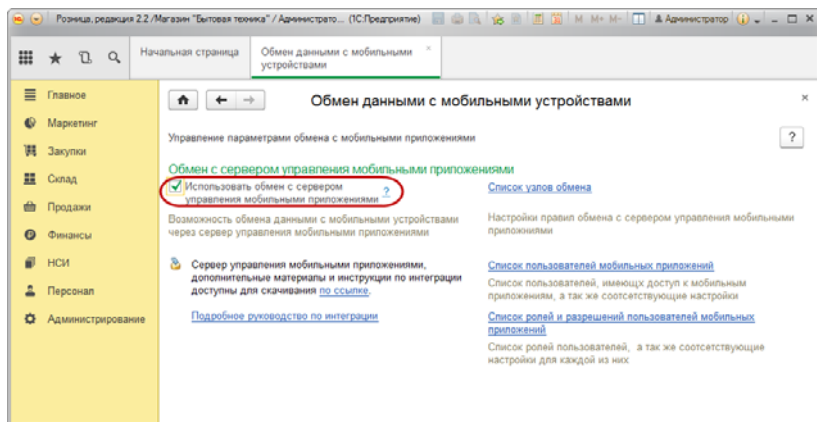 Розница, редакция 2.2 /Магазин "Бытовая техника" / Администрато... (1С:Предприятие)
M M+ M-
Администратор
Начальная страница
Обмен данными с мобильными
устройствами
Главное
Маркетинг
Закупки
Склад
Продажи
Финансы
НСИ
Персонал
Администрирование
Обмен данными с мобильными устройствами
Управление параметрами обмена с мобильными приложениями
?
Обмен с сервером управления мобильными приложениями
Использовать обмен с сервером
управления мобильными приложениями ?
Возможность обмена данными с мобильными устройствами
через сервер управления мобильными приложениями
Сервер управления мобильными приложениями,
дополнительные материалы и инструкции по интеграции
доступны для скачивания по ссылке.
Подробное руководство по интеграции
Список узлов обмена
Настройки правил обмена с сервером управления мобильными
приложниями
Список пользователей мобильных приложений
Список пользователей, имеющх доступ к мобильным
приложениям, а так же соотсетствующие настройки
Список ролей и разрешений пользователей мобильных
приложений
Список ролей пользователей, а так же соотсетствующие
настройки для каждой из них